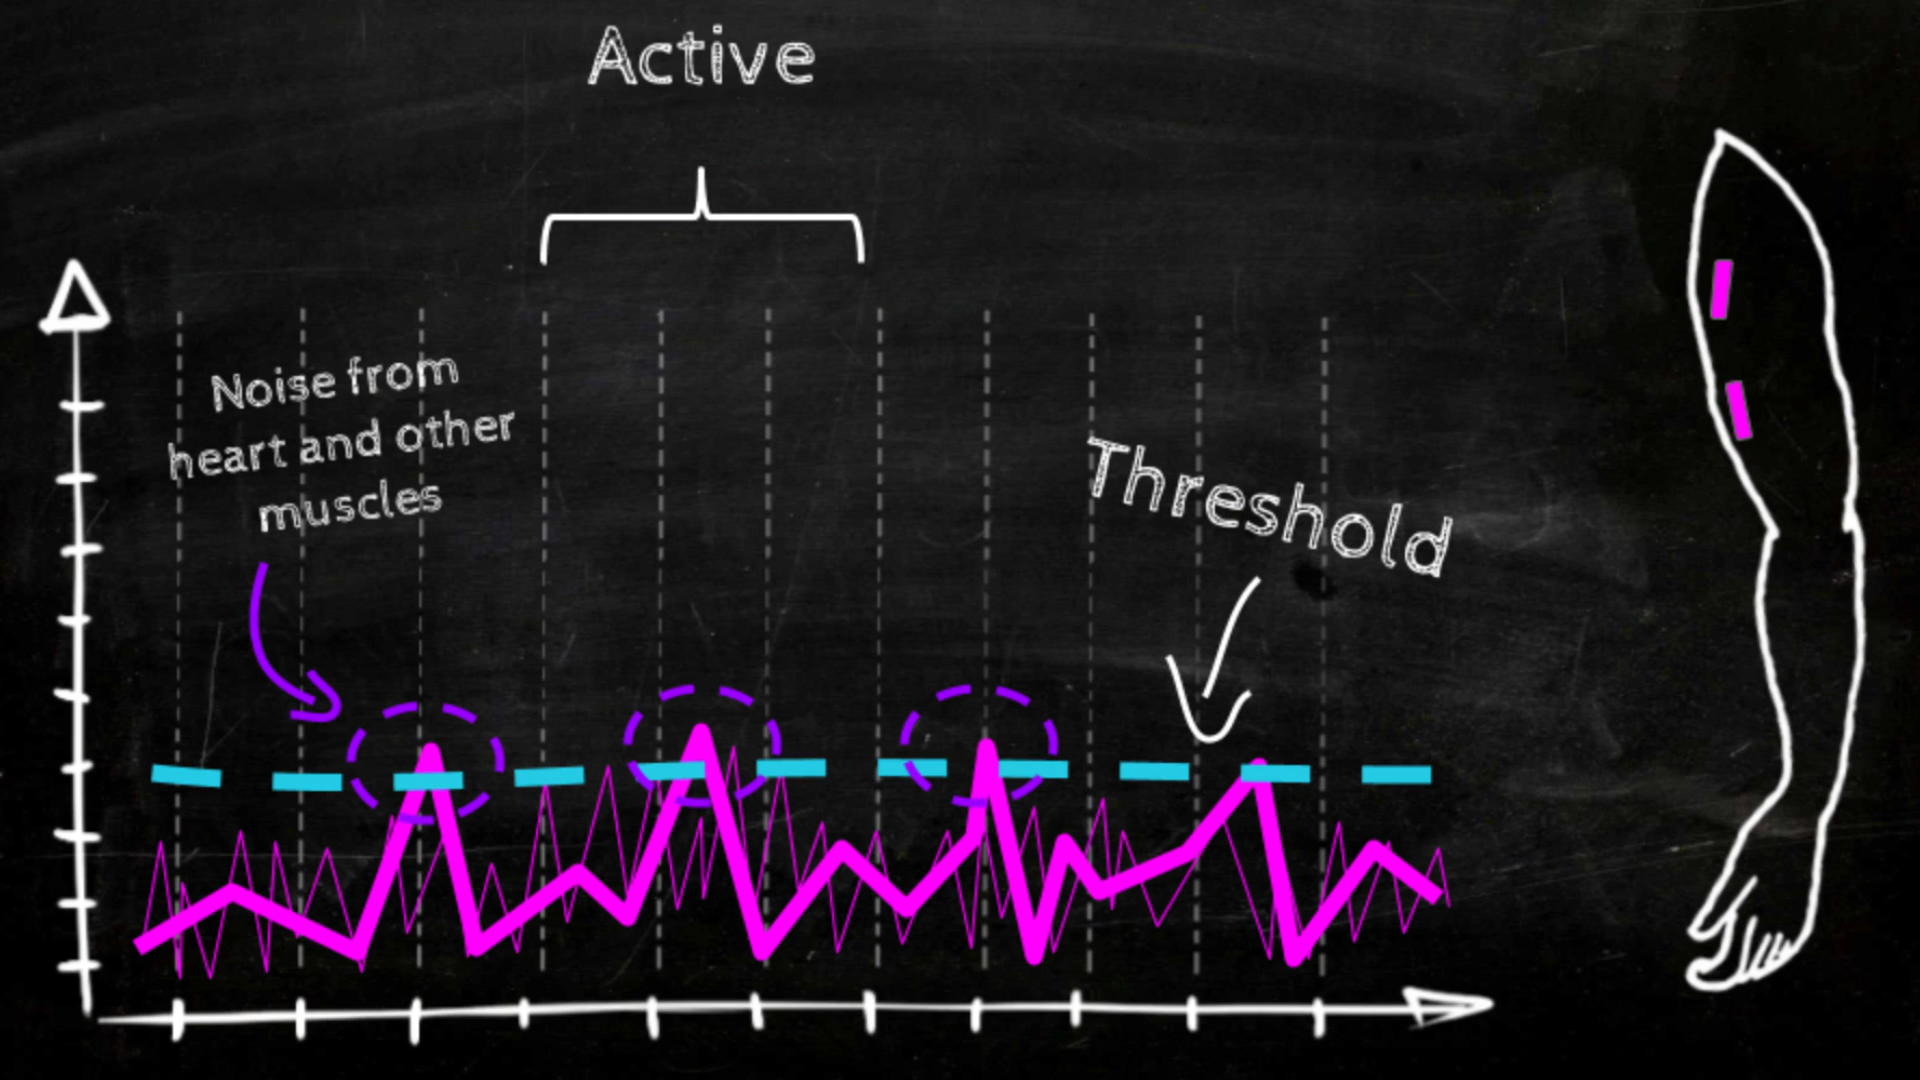 Active
Noise from
heart and other
muscles
Threshold